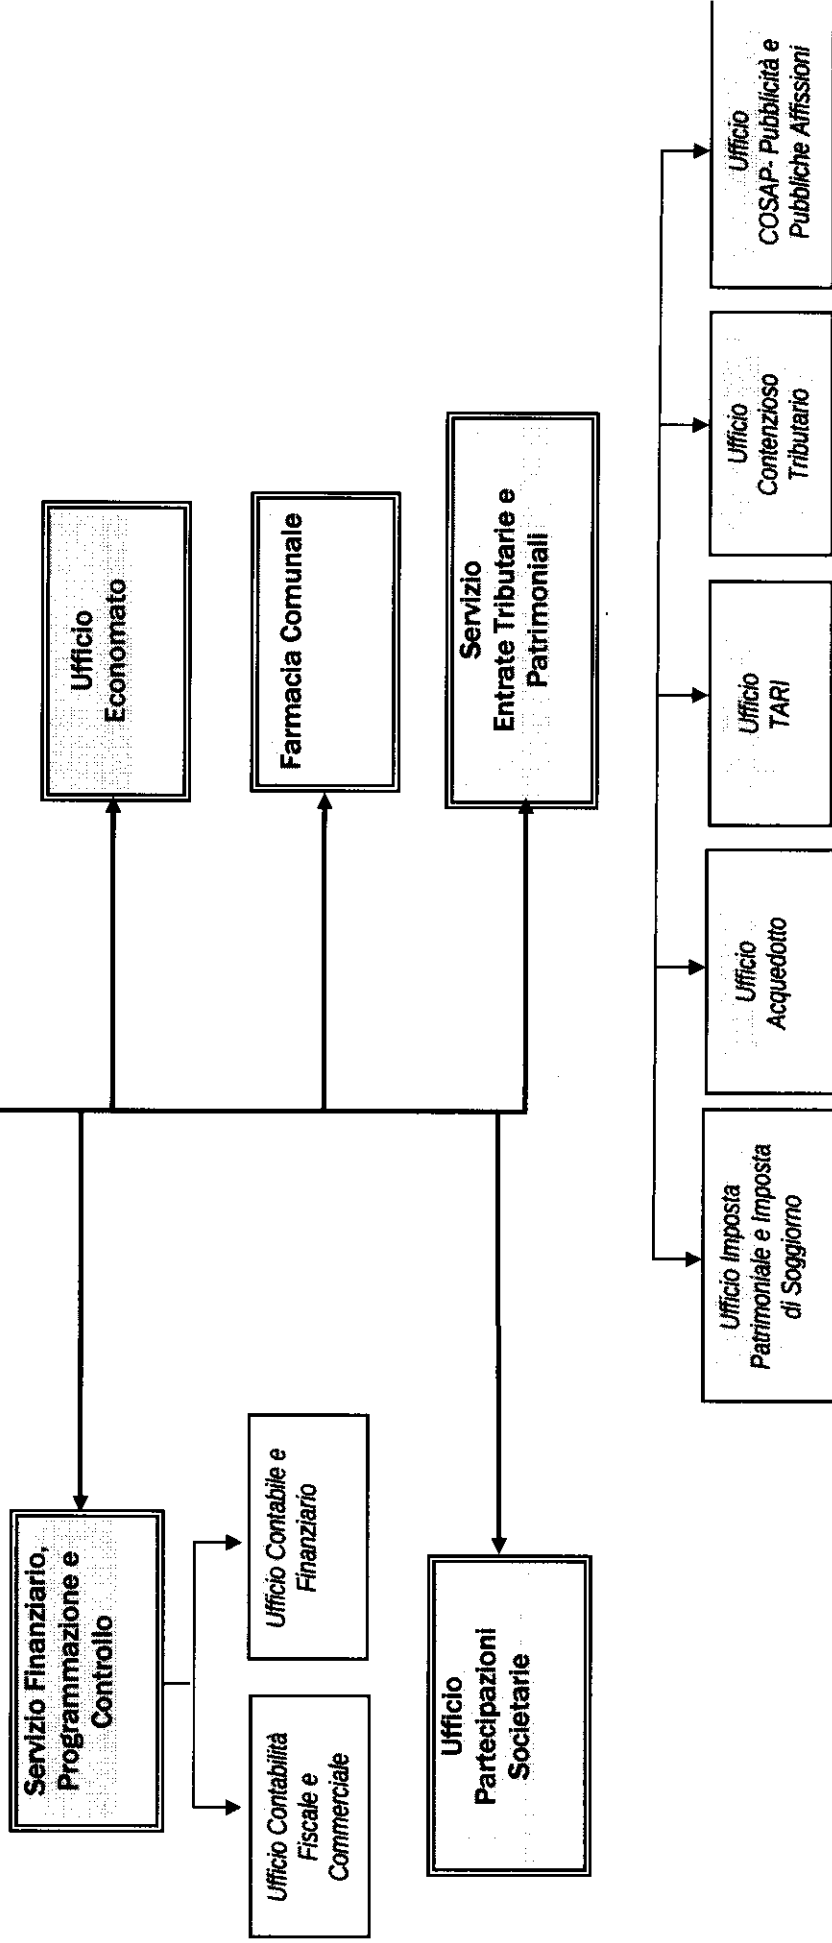 Servizio Finanziario,
Programmazione e
Controllo
Ufficio
Economato
Ufficio Contabilità
Fiscale e
Commerciale
Ufficio Contabile e
Finanziario
Farmacia Comunale
Ufficio
Partecipazioni
Societarie
Servizio
Entrate Tributarie e
Patrimoniali
Ufficio Imposta
Patrimoniale e Imposta
di Soggiorno
Ufficio
Acquedotto
Ufficio
TARI
Ufficio
Contenzioso
Tributario
Ufficio
COSAP- Pubblicità e
Pubbliche Affissioni